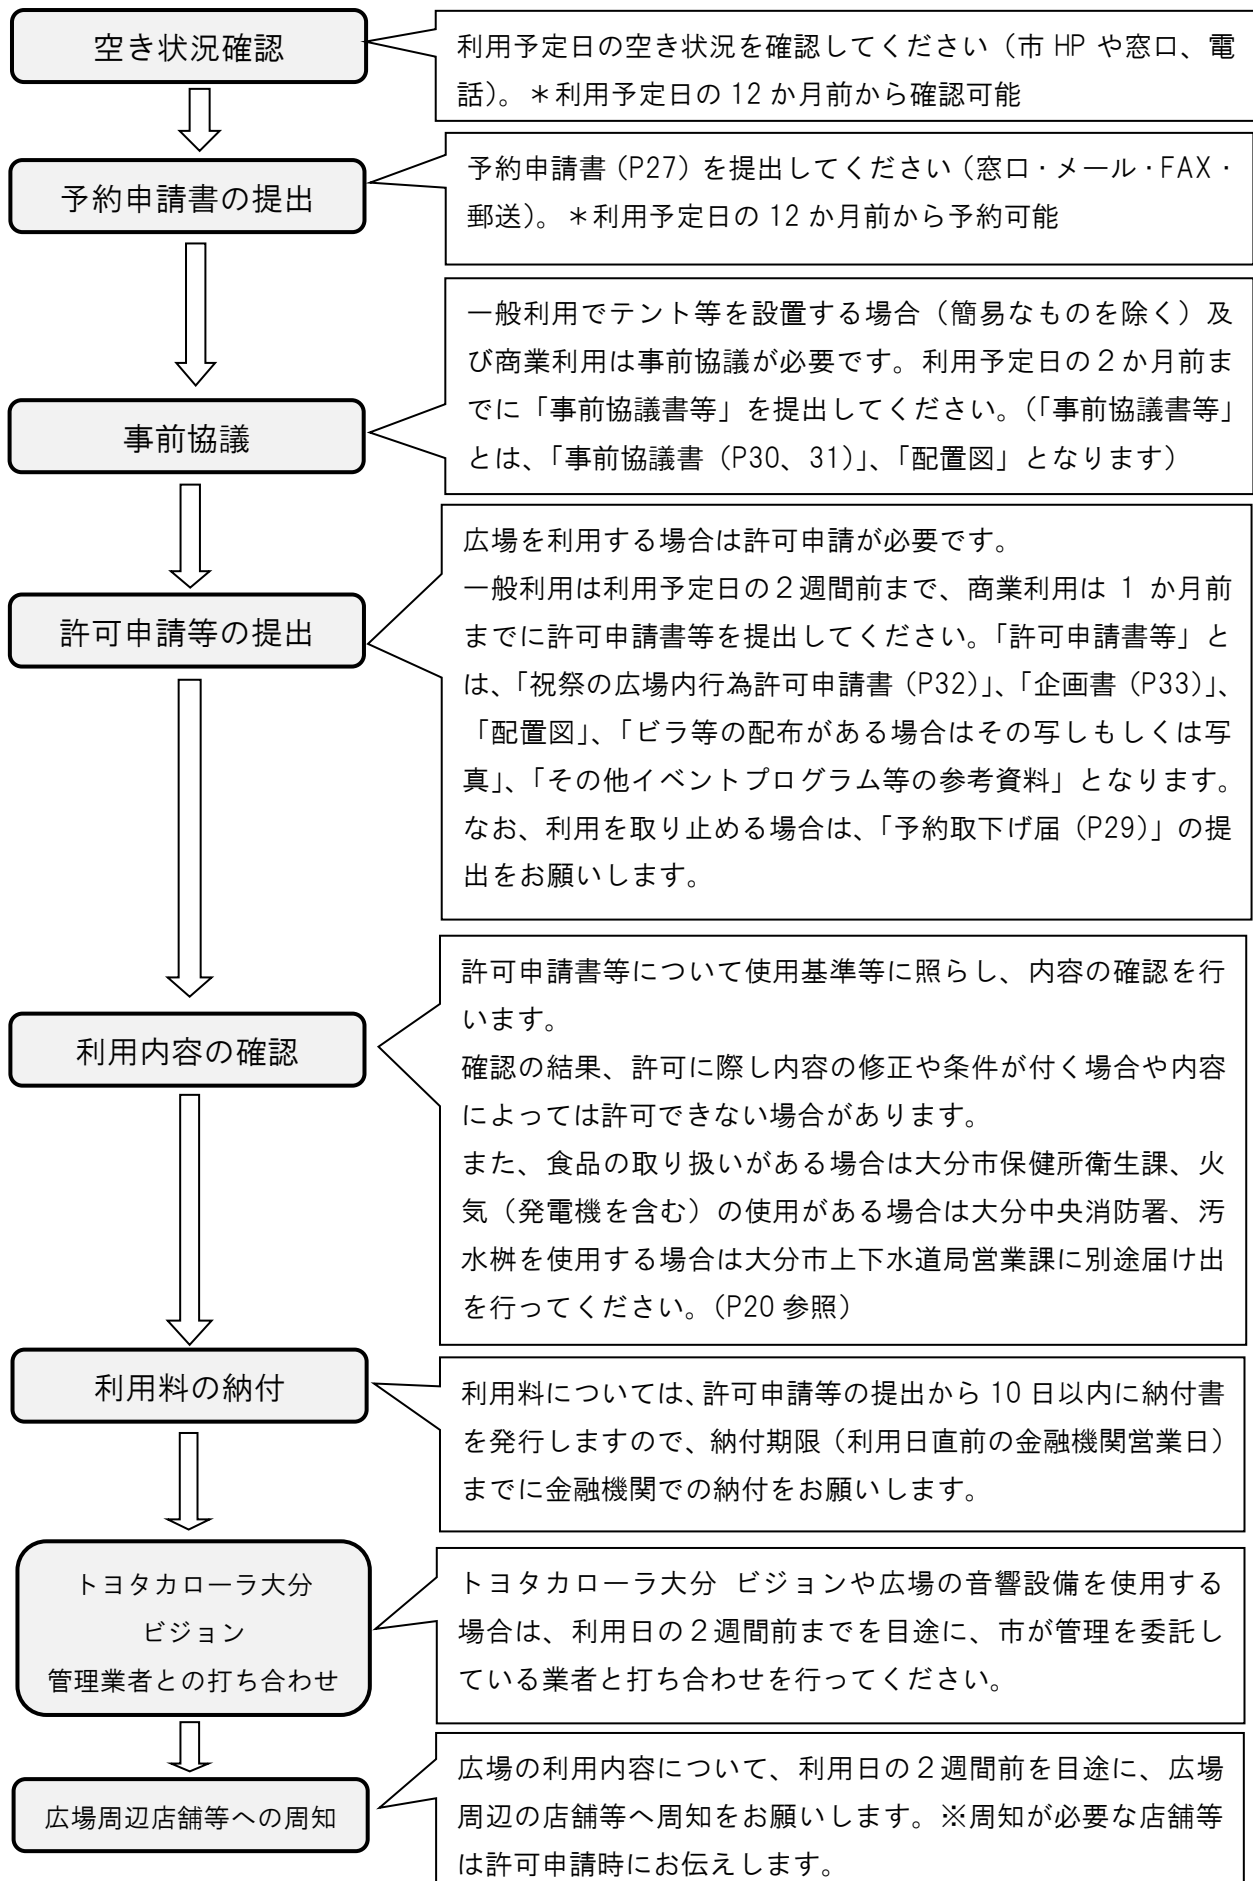 空き状況確認
利用予定日の空き状況を確認してください（市 HP や窓口、電
話）。＊利用予定日の 12 か月前から確認可能
予約申請書の提出
予約申請書（P27）を提出してください（窓口・メール・FAX・
郵送）。＊利用予定日の 12 か月前から予約可能
事前協議
一般利用でテント等を設置する場合（簡易なものを除く）及
び商業利用は事前協議が必要です。利用予定日の２か月前ま
でに「事前協議書等」を提出してください。（「事前協議書等」
とは、「事前協議書（P30、31）」、「配置図」となります）
許可申請等の提出
広場を利用する場合は許可申請が必要です。
一般利用は利用予定日の２週間前まで、商業利用は 1 か月前
までに許可申請書等を提出してください。「許可申請書等」と
は、「祝祭の広場内行為許可申請書（P32）」、「企画書（P33）」、
「配置図」、「ビラ等の配布がある場合はその写しもしくは写
真」、「その他イベントプログラム等の参考資料」となります。
なお、利用を取り止める場合は、「予約取下げ届（P29）」の提
出をお願いします。
利用内容の確認
許可申請書等について使用基準等に照らし、内容の確認を行
います。
確認の結果、許可に際し内容の修正や条件が付く場合や内容
によっては許可できない場合があります。
また、食品の取り扱いがある場合は大分市保健所衛生課、火
気（発電機を含む）の使用がある場合は大分中央消防署、汚
水桝を使用する場合は大分市上下水道局営業課に別途届け出
を行ってください。（P20 参照）
利用料の納付
利用料については、許可申請等の提出から 10 日以内に納付書
を発行しますので、納付期限（利用日直前の金融機関営業日）
までに金融機関での納付をお願いします。
トヨタカローラ大分
ビジョン
管理業者との打ち合わせ
トヨタカローラ大分 ビジョンや広場の音響設備を使用する
場合は、利用日の２週間前までを目途に、市が管理を委託し
ている業者と打ち合わせを行ってください。
広場周辺店舗等への周知
広場の利用内容について、利用日の２週間前を目途に、広場
周辺の店舗等へ周知をお願いします。※周知が必要な店舗等
は許可申請時にお伝えします。